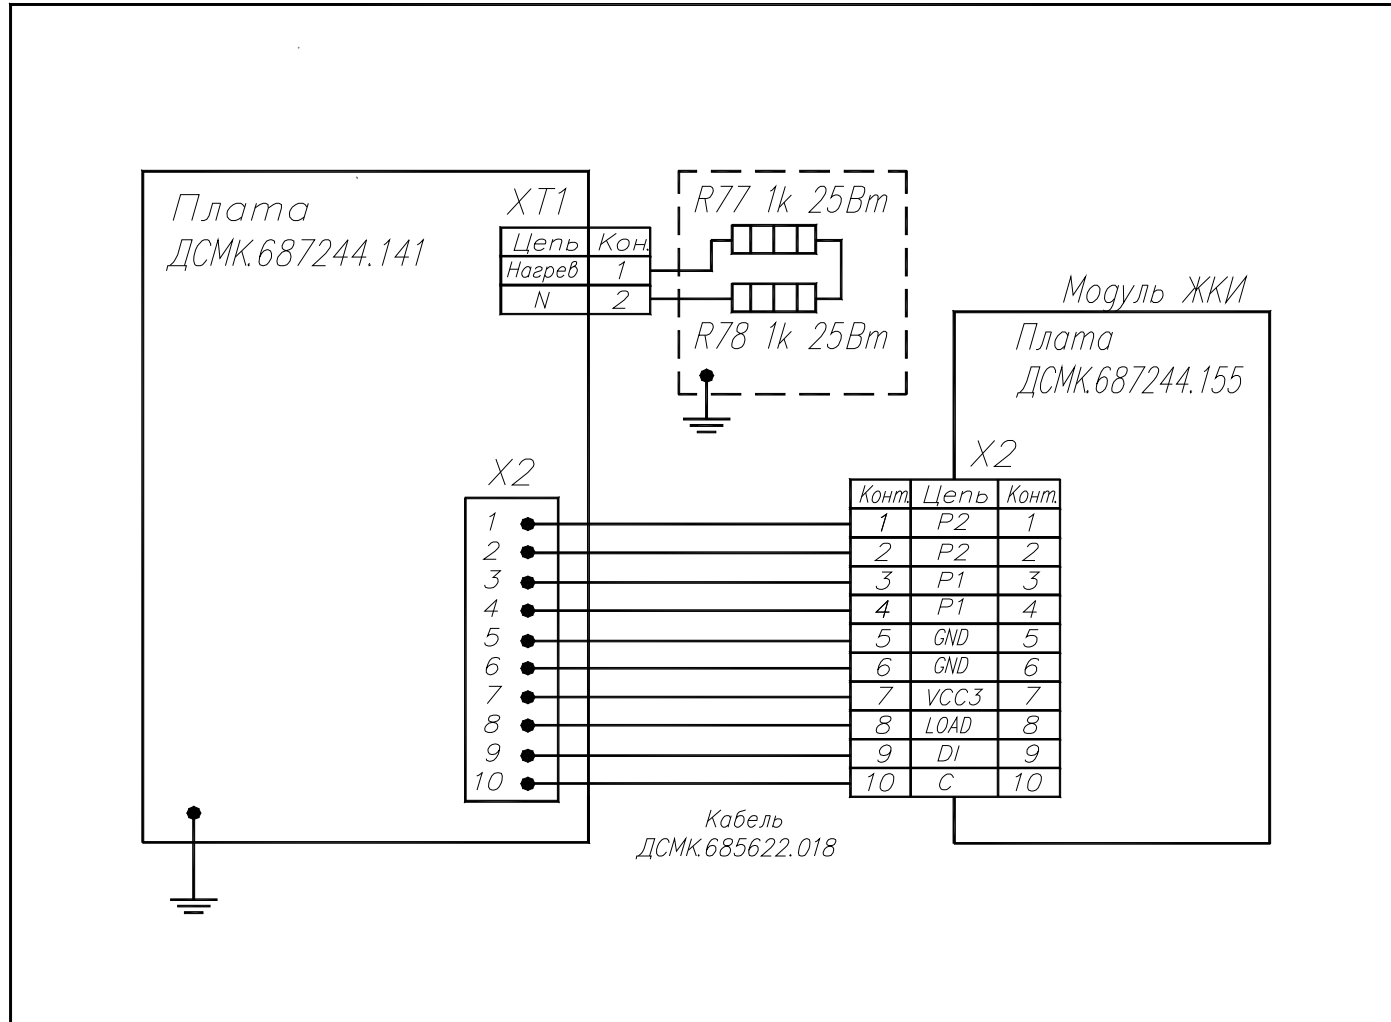 Плата
ДСМК.687244.141
XT1
Цепь Кон.
Нагрев 1
N 2
R77 1k 25Вт
R78 1k 25Вт
Модуль ЖКИ
Плата
ДСМК.687244.155
X2
1
2
3
4
5
6
7
8
9
10
X2
Конт. Цепь Конт.
1 P2 1
2 P2 2
3 P1 3
4 P1 4
5 GND 5
6 GND 6
7 VCC3 7
8 LOAD 8
9 DI 9
10 C 10
Кабель
ДСМК.685622.018